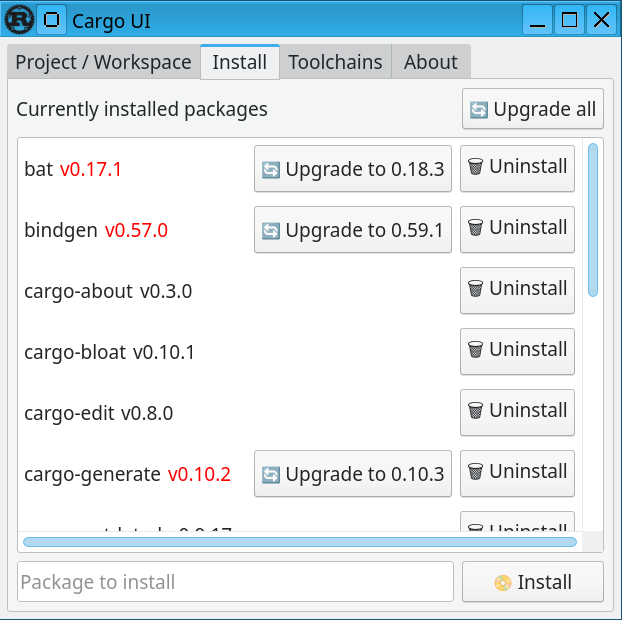 Cargo UI
Project / Workspace Install Toolchains About
Currently installed packages Upgrade all
bat v0.17.1 Upgrade to 0.18.3 Uninstall
bindgen v0.57.0 Upgrade to 0.59.1 Uninstall
cargo-about v0.3.0 Uninstall
cargo-bloat v0.10.1 Uninstall
cargo-edit v0.8.0 Uninstall
cargo-generate v0.10.2 Upgrade to 0.10.3 Uninstall
Uninstall
Package to install Install